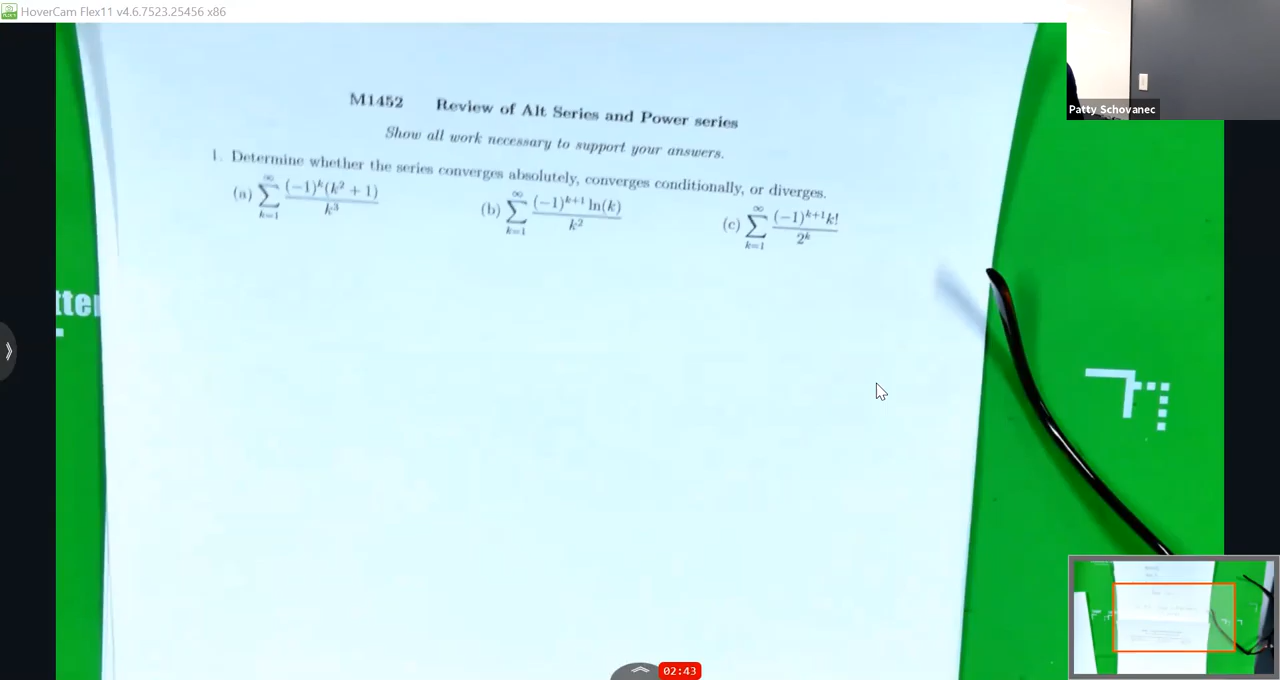 HoverCam Flex11 v4.6.7523.25456 x86
Patty Schovanec
M1452 Review of Alt Series and Power series
Show all work necessary to support your answers.
1. Determine whether the series converges absolutely, converges conditionally, or diverges.
(a) ∑_{k=1}^{∞} (-1)^k(k^2 + 1)/k^3 (b) ∑_{k=1}^{∞} (-1)^{k+1} ln(k)/k^2 (c) ∑_{k=1}^{∞} (-1)^{k+1}k!/2^k
tter
02:43